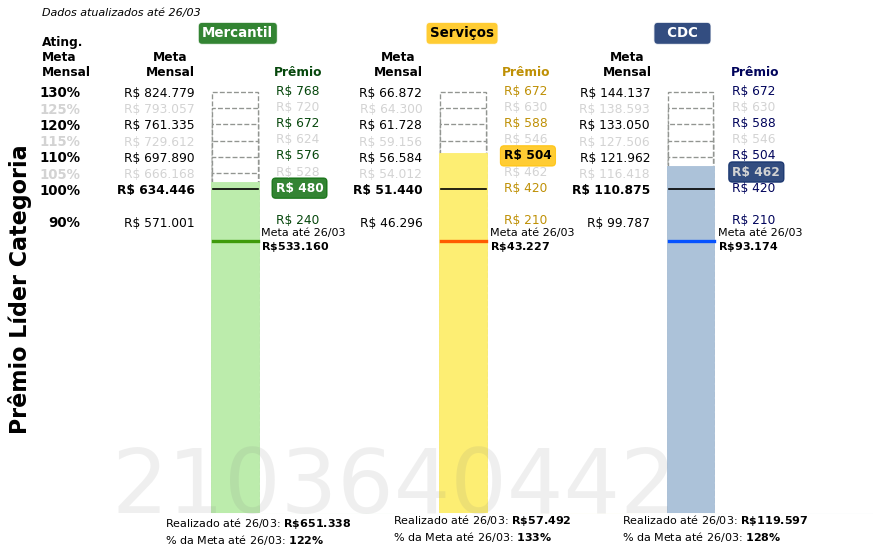 Dados atualizados até 26/03
Mercantil Serviços CDC
Ating. Meta Mensal Meta Mensal Prêmio Meta Mensal Prêmio Meta Mensal Prêmio
130% R$ 824.779 R$ 768 R$ 66.872 R$ 672 R$ 144.137 R$ 672
125% R$ 793.057 R$ 720 R$ 64.300 R$ 630 R$ 138.593 R$ 630
120% R$ 761.335 R$ 672 R$ 61.728 R$ 588 R$ 133.050 R$ 588
115% R$ 729.612 R$ 624 R$ 59.156 R$ 546 R$ 127.506 R$ 546
110% R$ 697.890 R$ 576 R$ 56.584 R$ 504 R$ 121.962 R$ 504
105% R$ 666.168 R$ 528 R$ 54.012 R$ 462 R$ 116.418 R$ 462
100% R$ 634.446 R$ 480 R$ 51.440 R$ 420 R$ 110.875 R$ 420
90% R$ 571.001 R$ 240 R$ 46.296 R$ 210 R$ 99.787 R$ 210
Meta até 26/03 Meta até 26/03 Meta até 26/03
R$533.160 R$43.227 R$93.174
Prêmio Líder Categoria
2103640442
Realizado até 26/03: R$651.338 Realizado até 26/03: R$57.492 Realizado até 26/03: R$119.597
% da Meta até 26/03: 122% % da Meta até 26/03: 133% % da Meta até 26/03: 128%